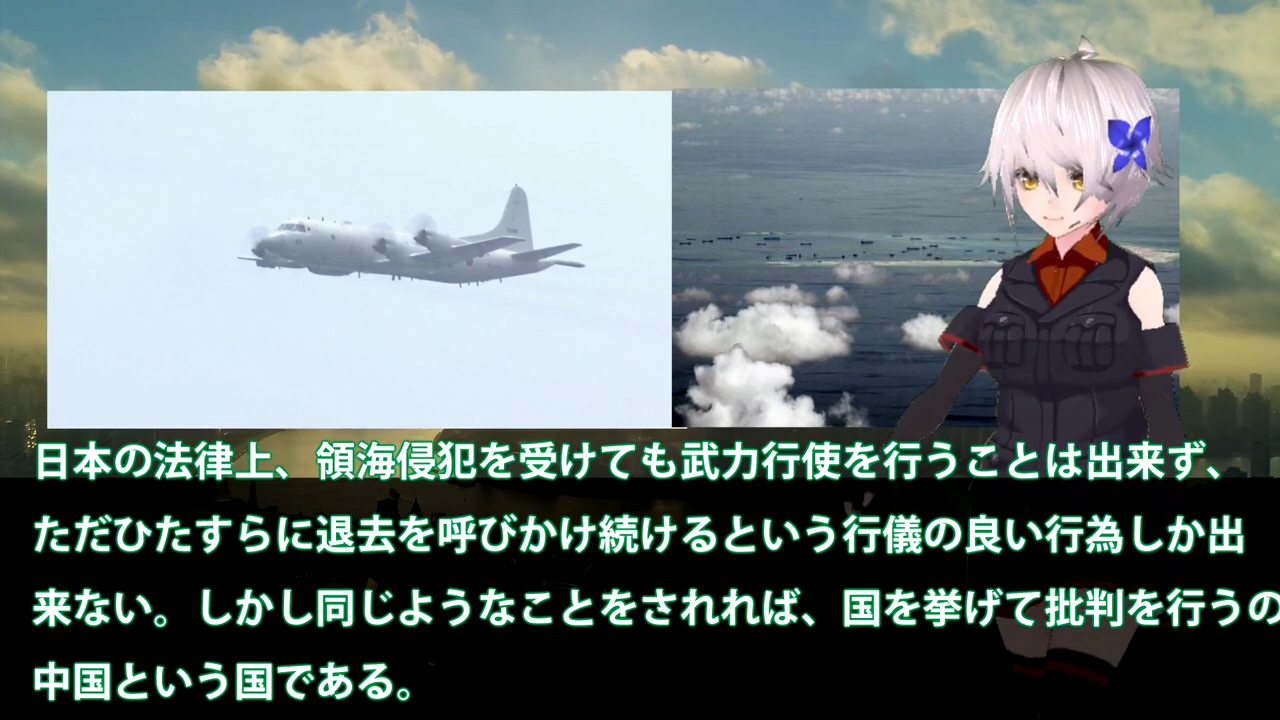 日本の法律上、領海侵犯を受けても武力行使を行うことは出来ず、
ただひたすらに退去を呼びかけ続けるという行儀の良い行為しか出
来ない。しかし同じようなことをされれば、国を挙げて批判を行うの
中国という国である。